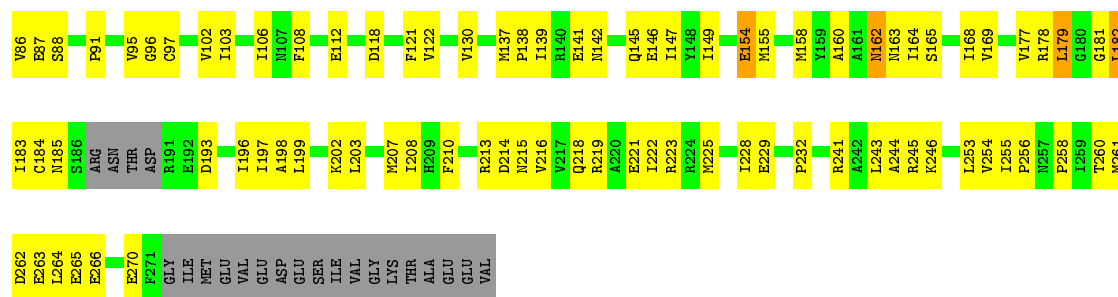 V86 E87 S88 P91 V95 G96 C97 V102 I103 I106 N107 F108 E112 D118 F121 V122 V130 M137 P138 I139 R140 E141 N142 Q145 E146 I147 Y148 I149 E154 M155 M158 Y159 A160 A161 N162 N163 I164 S165 I168 V169 V177 R178 L179 G180 G181
I183 C184 N185 S186 ARG ASN THR ASP R191 E192 D193 I196 I197 A198 L199 K202 L203 M207 I208 H209 F210 R213 D214 N215 V216 V217 Q218 R219 A220 E221 I222 R223 R224 M225 I228 E229 P232 R241 A242 L243 A244 R245 K246 L253 V254 I255 P256 N257 P258 I259 T260
D262 E263 L264 E265 E266 E270 F271 GLY ILE MET GLU VAL GLU ASP GLU SER ILE VAL GLY LYS THR ALA GLU GLU VAL